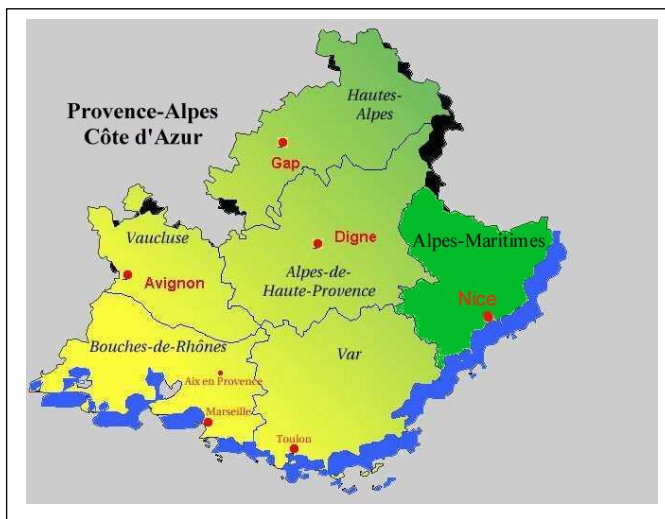 Provence-Alpes
Côte d'Azur
Hautes-
Alpes
Gap
Vaucluse
Digne
Alpes-Maritimes
Avignon
Alpes-de-
Haute-Provence
Nice
Bouches-de-Rhônes
Var
Aix en Provence
Marseille
Toulon